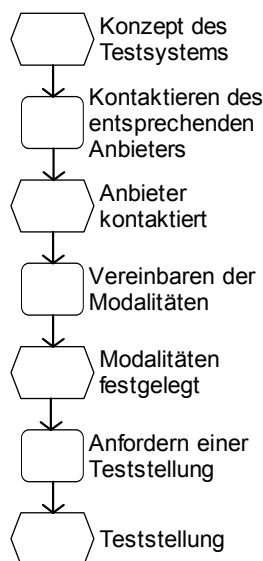 Konzept des
Testsystems
Kontaktieren des
entsprechenden
Anbieters
Anbieter
kontaktiert
Vereinbaren der
Modalitäten
Modalitäten
festgelegt
Anfordern einer
Teststellung
Teststellung